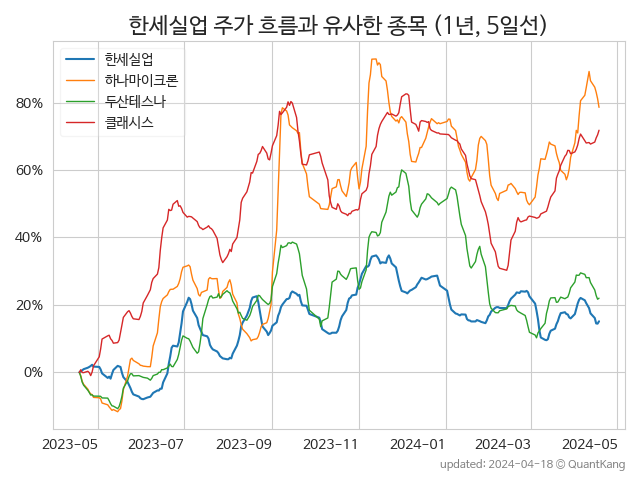 한세실업 주가 흐름과 유사한 종목 (1년, 5일선)
한세실업
하나마이크론
두산테스나
클래시스
80%
60%
40%
20%
0%
2023-05 2023-07 2023-09 2023-11 2024-01 2024-03 2024-05
updated: 2024-04-18 © QuantKang